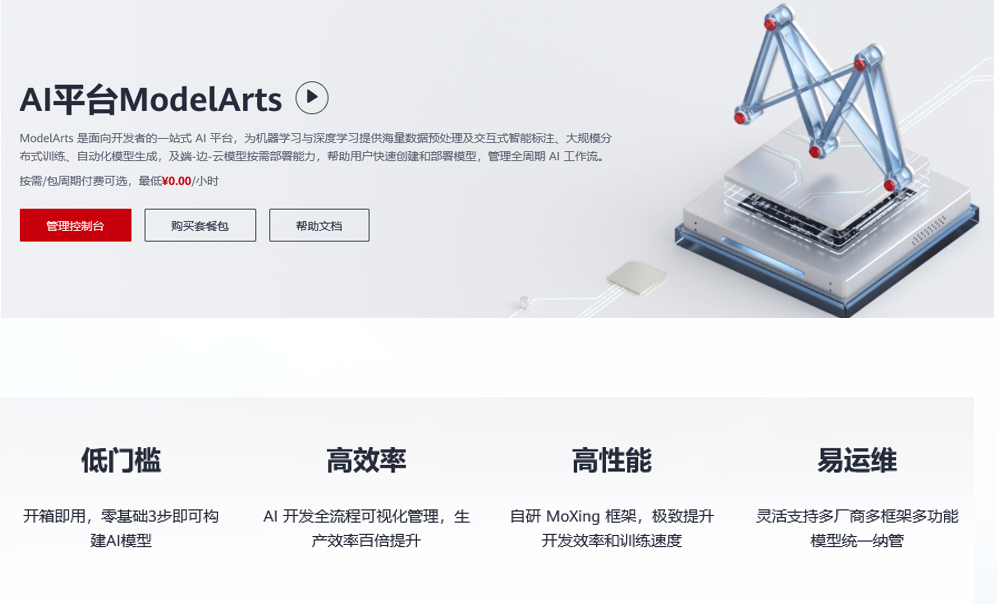 AI平台ModelArts
ModelArts 是面向开发者的一站式 AI 平台，为机器学习与深度学习提供海量数据预处理及交互式智能标注、大规模分
布式训练、自动化模型生成，及端-边-云模型按需部署能力，帮助用户快速创建和部署模型，管理全周期 AI 工作流。
按需/包周期付费可选，最低¥0.00/小时
管理控制台 购买套餐包 帮助文档
低门槛 高效率 高性能 易运维
开箱即用，零基础3步即可构 AI 开发全流程可视化管理，生 自研 MoXing 框架，极致提升 灵活支持多厂商多框架多功能
建AI模型 产效率百倍提升 开发效率和训练速度 模型统一纳管